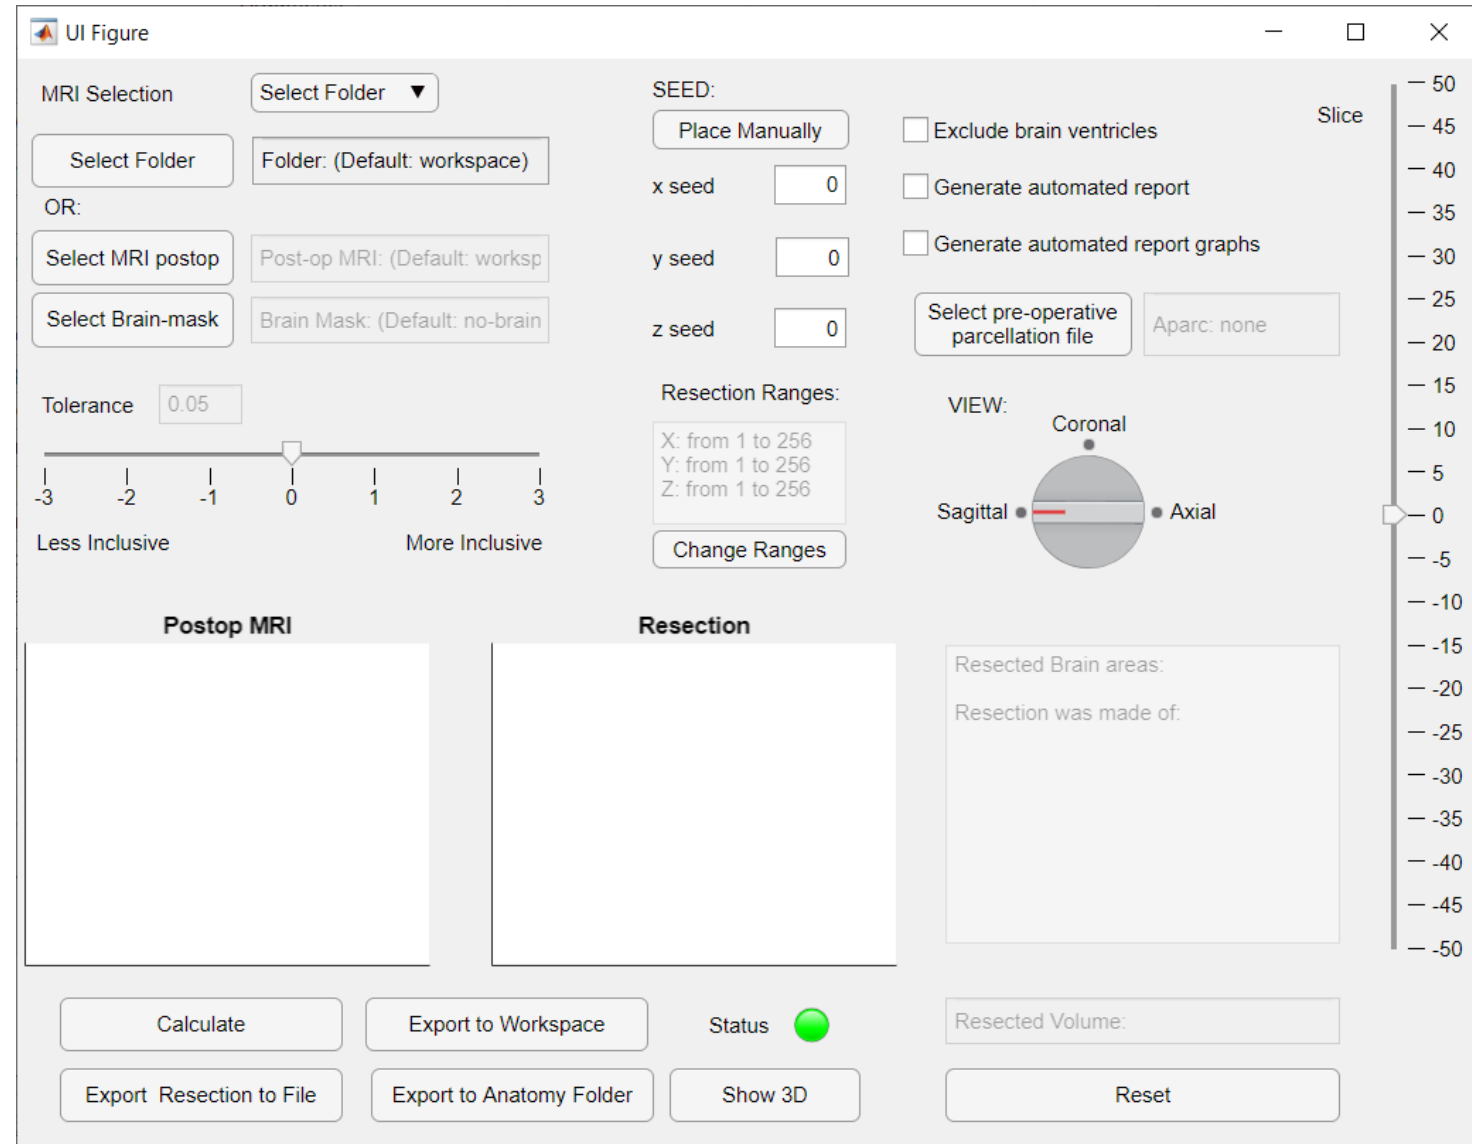 UI Figure
MRI Selection
Select Folder
Select Folder
Folder: (Default: workspace)
OR:
Select MRI postop
Post-op MRI: (Default: worksp
Select Brain-mask
Brain Mask: (Default: no-brain
Tolerance
0.05
-3 -2 -1 0 1 2 3
Less Inclusive
More Inclusive
SEED:
Place Manually
x seed
0
y seed
0
z seed
0
Resection Ranges:
X: from 1 to 256
Y: from 1 to 256
Z: from 1 to 256
Change Ranges
Exclude brain ventricles
Generate automated report
Generate automated report graphs
Select pre-operative
parcellation file
Aparc: none
VIEW:
Coronal
Sagittal
Axial
Slice
50
45
40
35
30
25
20
15
10
5
0
-5
-10
-15
-20
-25
-30
-35
-40
-45
-50
Postop MRI
Resection
Resected Brain areas:
Resection was made of:
Calculate
Export to Workspace
Status
Resected Volume:
Export  Resection to File
Export to Anatomy Folder
Show 3D
Reset